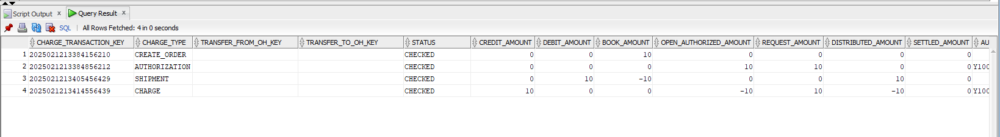 Script Output x Query Result x
SQL | All Rows Fetched: 4 in 0 seconds
CHARGE_TRANSACTION_KEY CHARGE_TYPE TRANSFER_FROM_OH_KEY TRANSFER_TO_OH_KEY STATUS CREDIT_AMOUNT DEBIT_AMOUNT BOOK_AMOUNT OPEN_AUTHORIZED_AMOUNT REQUEST_AMOUNT DISTRIBUTED_AMOUNT SETTLED_AMOUNT AU
1 2025021213384156210 CREATE_ORDER CHECKED 0 0 10 0 0 0 0
2 2025021213384856212 AUTHORIZATION CHECKED 0 0 0 10 10 0 0 Y100
3 2025021213405456429 SHIPMENT CHECKED 0 10 -10 0 0 10 0
4 2025021213414556439 CHARGE CHECKED 10 0 0 -10 10 -10 0 Y100